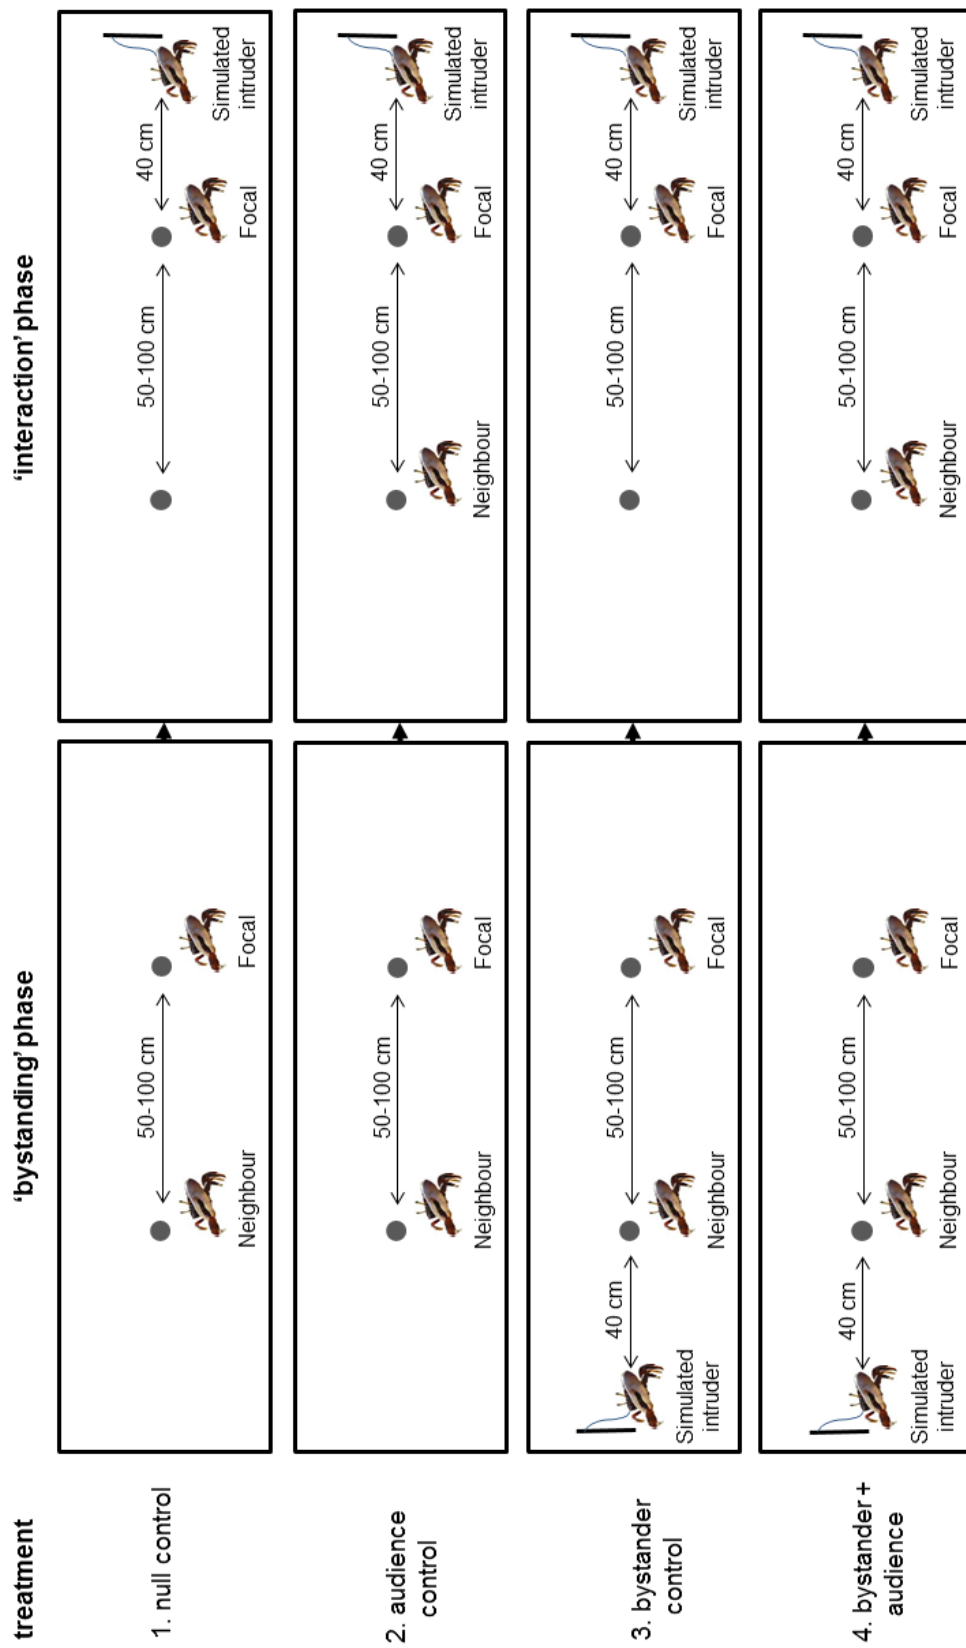 treatment
'bystanding' phase
'interaction' phase
1. null control
50-100 cm
Neighbour
Focal
50-100 cm
40 cm
Focal
Simulated
intruder
2. audience
control
50-100 cm
Neighbour
Focal
50-100 cm
40 cm
Neighbour
Focal
Simulated
intruder
3. bystander
control
40 cm
50-100 cm
Simulated
intruder
Neighbour
Focal
50-100 cm
40 cm
Focal
Simulated
intruder
4. bystander +
audience
40 cm
50-100 cm
Simulated
intruder
Neighbour
Focal
50-100 cm
40 cm
Neighbour
Focal
Simulated
intruder